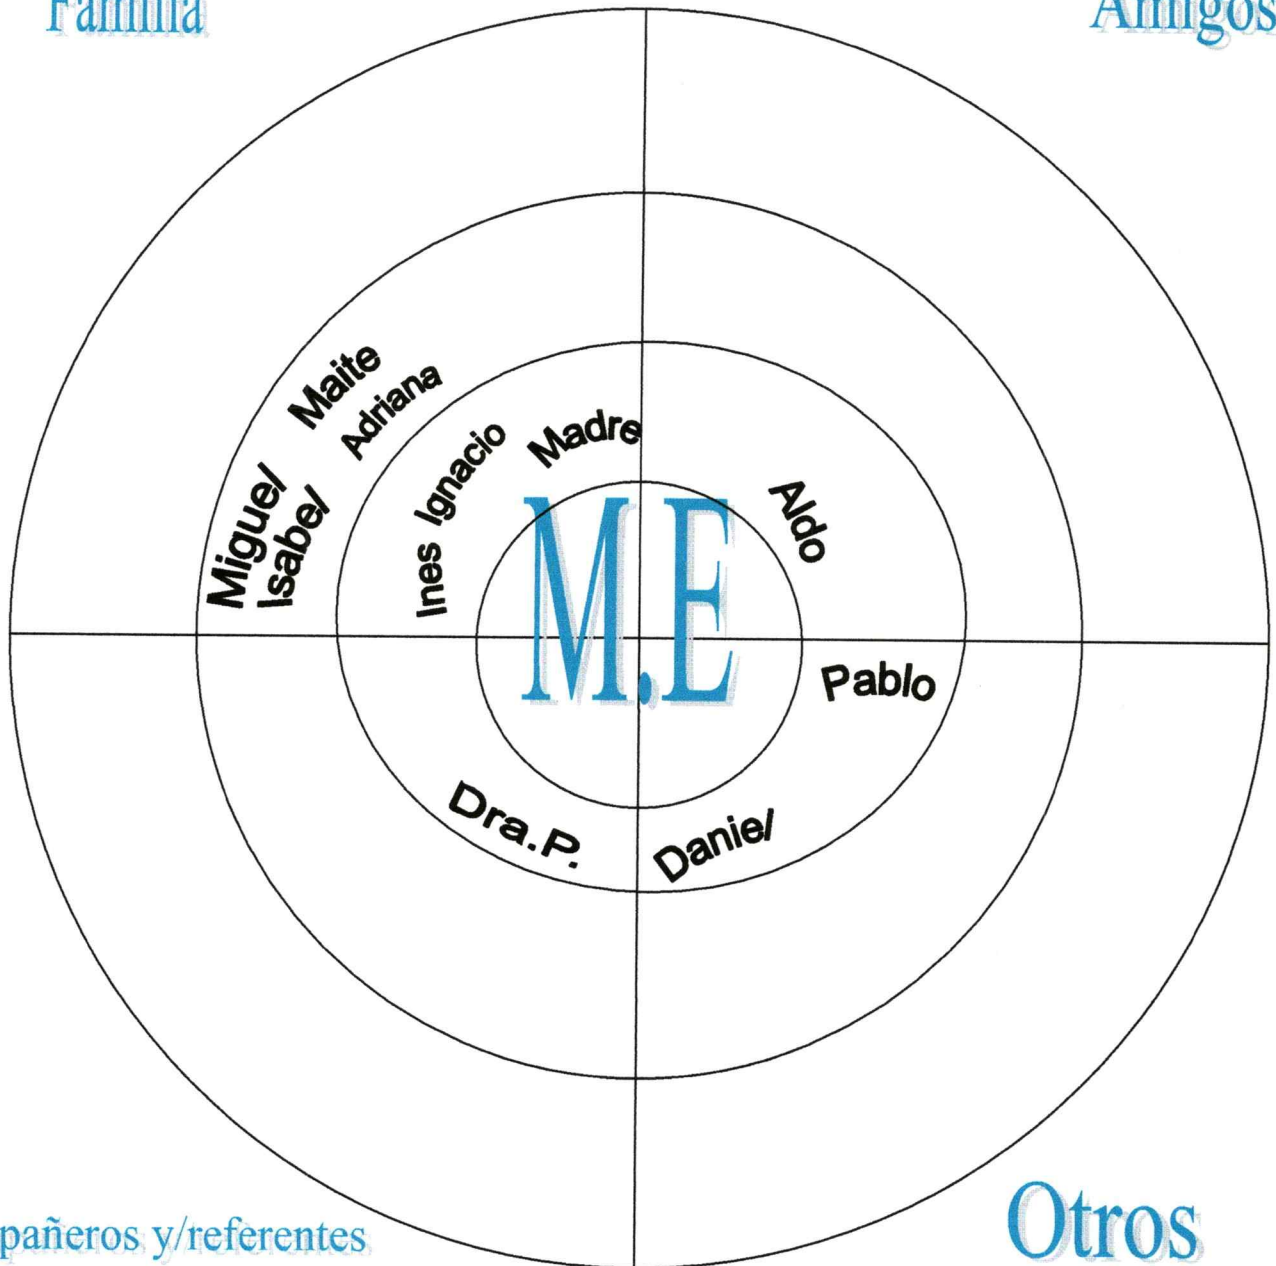 Familia
Amigos
Maite
Adriana
Miguel
Isabel
Ignacio
Ines
Madre
Aldo
M.E
Pablo
Dra.P.
Daniel
pañeros y/referentes
Otros